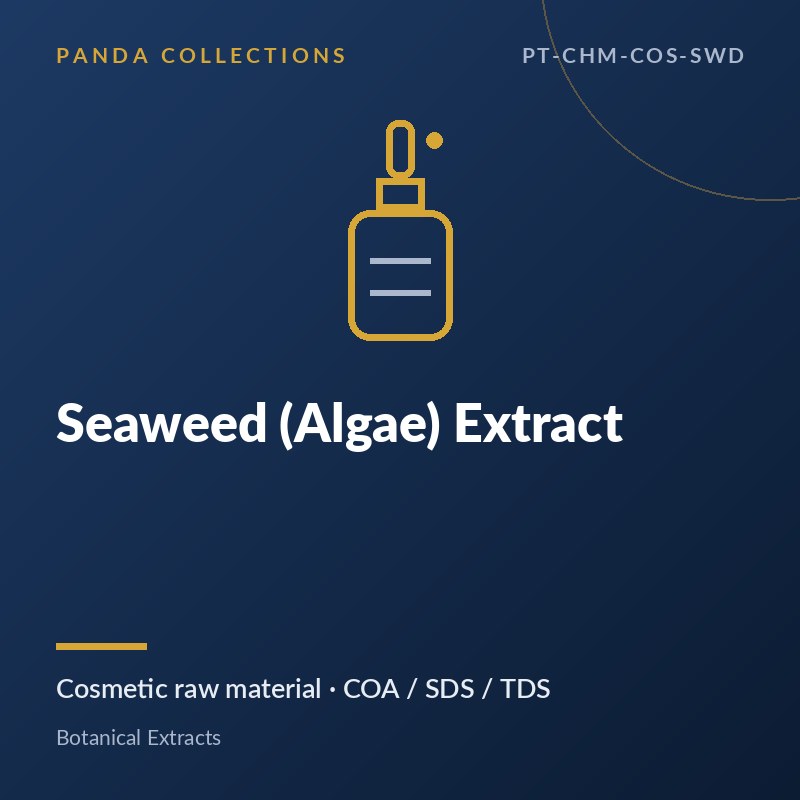 PANDA COLLECTIONS
PT-CHM-COS-SWD
Seaweed (Algae) Extract
Cosmetic raw material · COA / SDS / TDS
Botanical Extracts